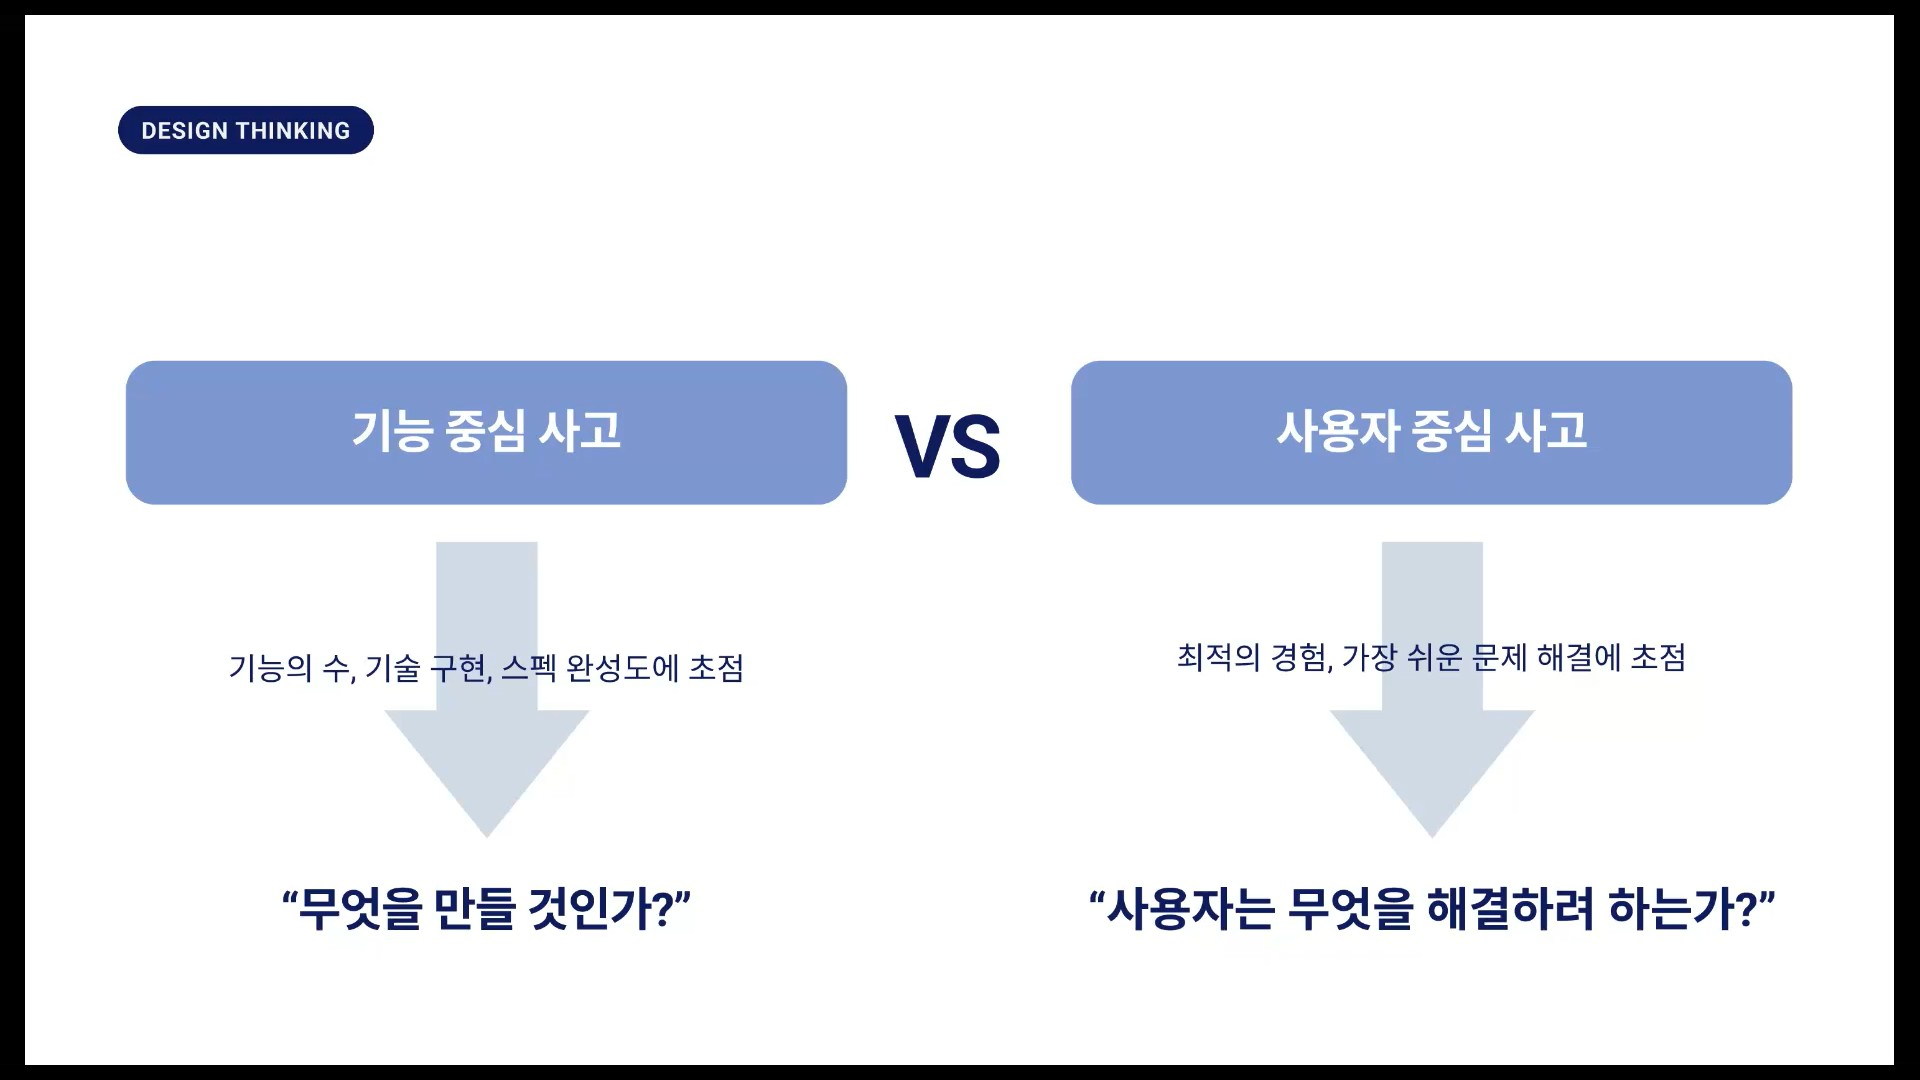 DESIGN THINKING
기능 중심 사고
VS
사용자 중심 사고
기능의 수, 기술 구현, 스펙 완성도에 초점
최적의 경험, 가장 쉬운 문제 해결에 초점
“무엇을 만들 것인가?”
“사용자는 무엇을 해결하려 하는가?”